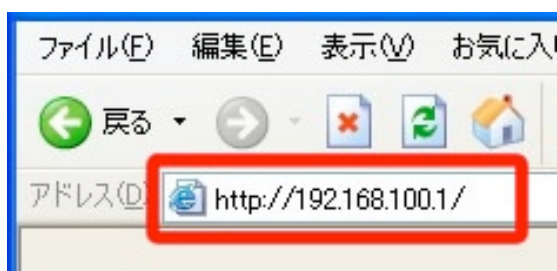 ファイル(F) 編集(E) 表示(V) お気に入
戻る
アドレス(D) http://192.168.100.1/